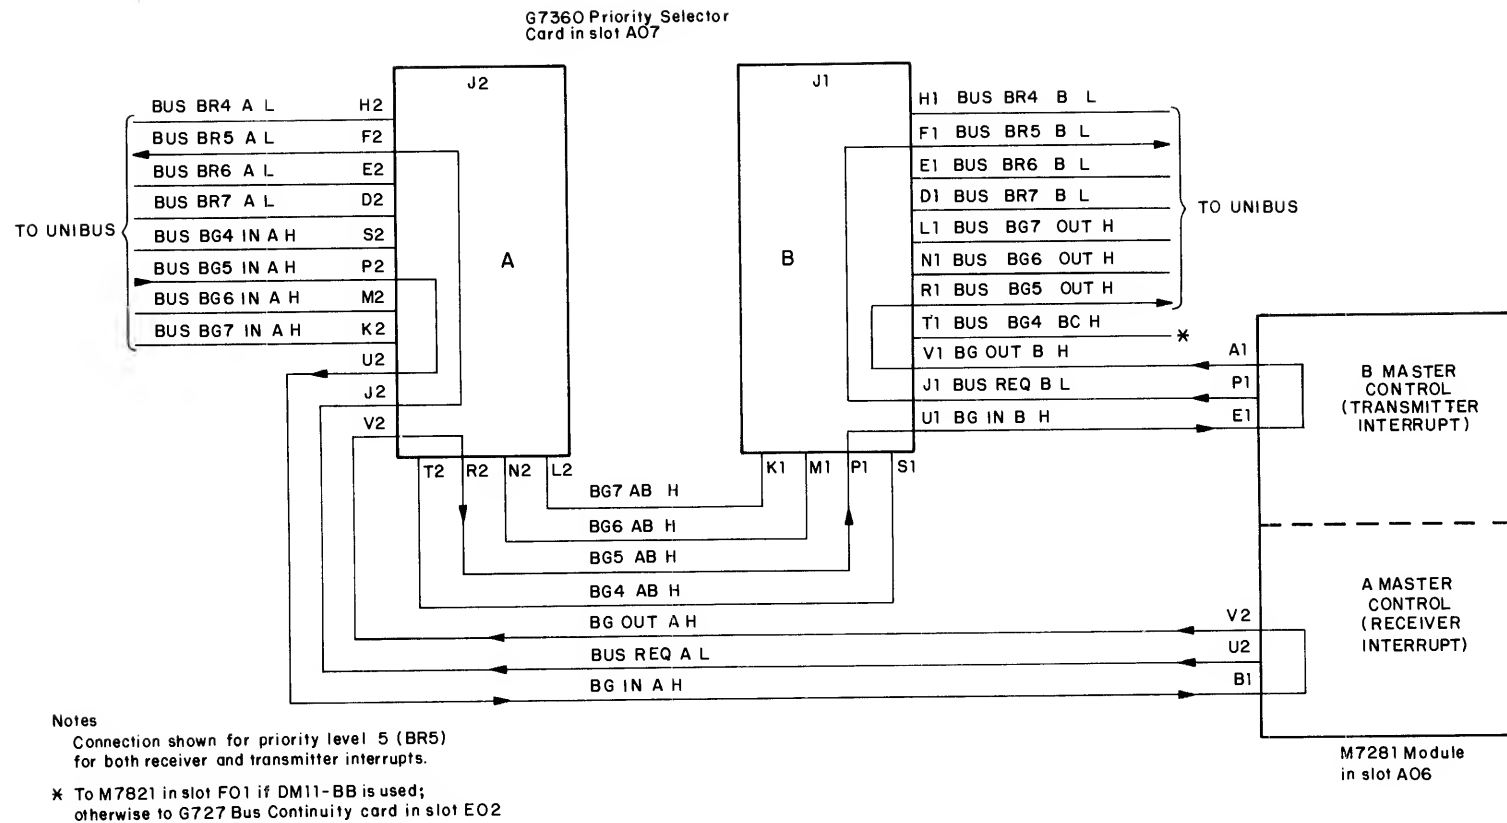 G7360 Priority Selector
Card in slot A07
J2
J1
BUS BR4 A L H2
BUS BR5 A L F2
BUS BR6 A L E2
BUS BR7 A L D2
BUS BG4 IN A H S2
BUS BG5 IN A H P2
BUS BG6 IN A H M2
BUS BG7 IN A H K2
U2
J2
V2
TO UNIBUS
A
T2 R2 N2 L2
H1 BUS BR4 B L
F1 BUS BR5 B L
E1 BUS BR6 B L
D1 BUS BR7 B L
L1 BUS BG7 OUT H
N1 BUS BG6 OUT H
R1 BUS BG5 OUT H
T1 BUS BG4 BC H *
V1 BG OUT B H
J1 BUS REQ B L
U1 BG IN B H
TO UNIBUS
B
K1 M1 P1 S1
BG7 AB H
BG6 AB H
BG5 AB H
BG4 AB H
BG OUT A H
BUS REQ A L
BG IN A H
A1
P1
E1
B MASTER
CONTROL
(TRANSMITTER
INTERRUPT)
V2
U2
B1
A MASTER
CONTROL
(RECEIVER
INTERRUPT)
M7281 Module
in slot A06
Notes
Connection shown for priority level 5 (BR5)
for both receiver and transmitter interrupts.
* To M7821 in slot F01 if DM11-BB is used;
otherwise to G727 Bus Continuity card in slot E02